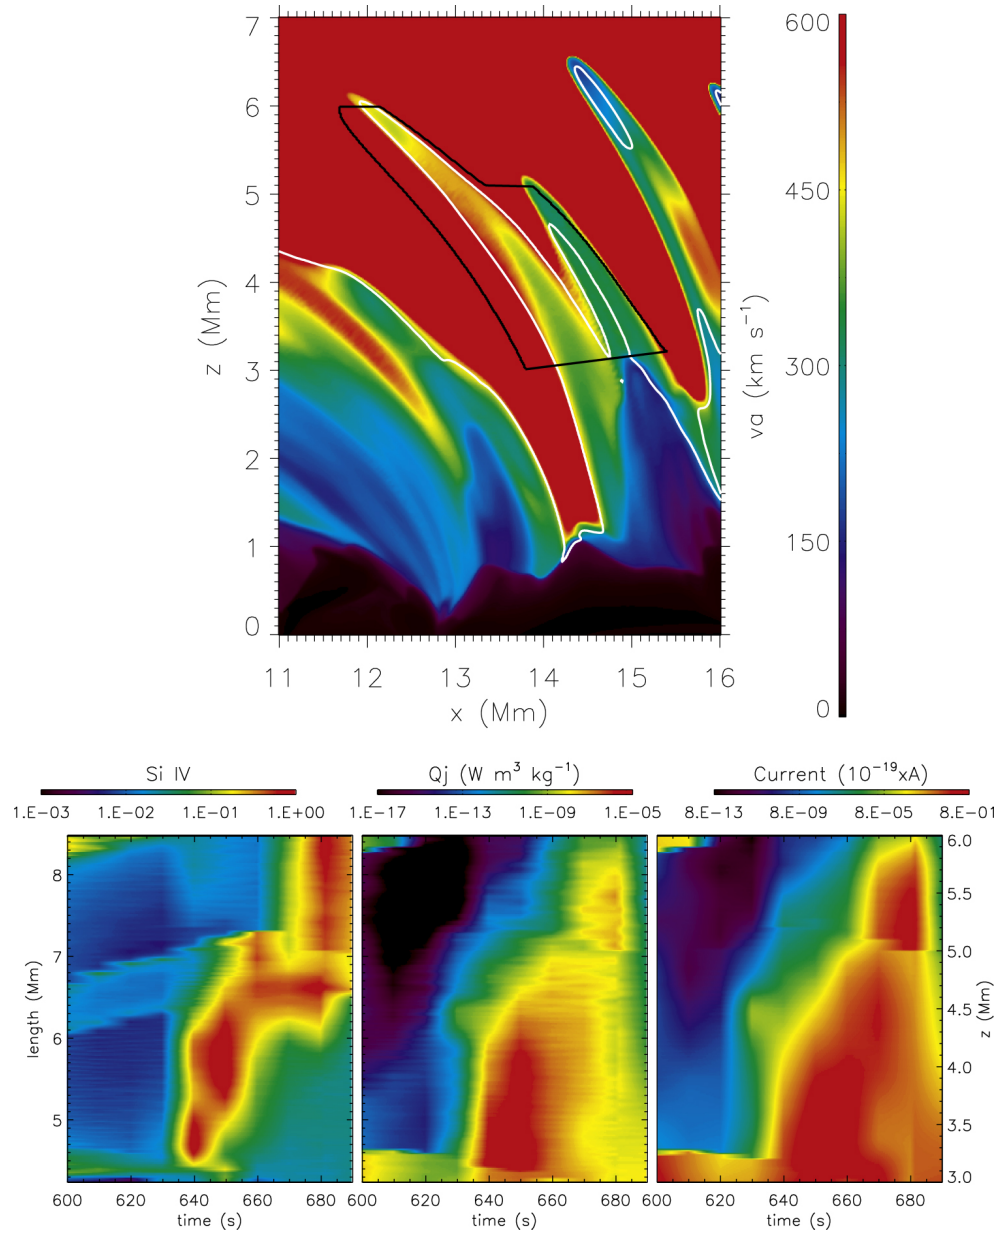 7
6
5
4
3
2
1
0
z (Mm)
11 12 13 14 15 16
x (Mm)
600
450
300
150
0
va (km s⁻¹)
Si IV
1.E−03 1.E−02 1.E−01 1.E+00
Qj (W m³ kg⁻¹)
1.E−17 1.E−13 1.E−09 1.E−05
Current (10⁻¹⁹xA)
8.E−13 8.E−09 8.E−05 8.E−01
8
7
6
5
length (Mm)
600 620 640 660 680
time (s)
600 620 640 660 680
time (s)
600 620 640 660 680
time (s)
6.0
5.5
5.0
4.5
4.0
3.5
3.0
z (Mm)